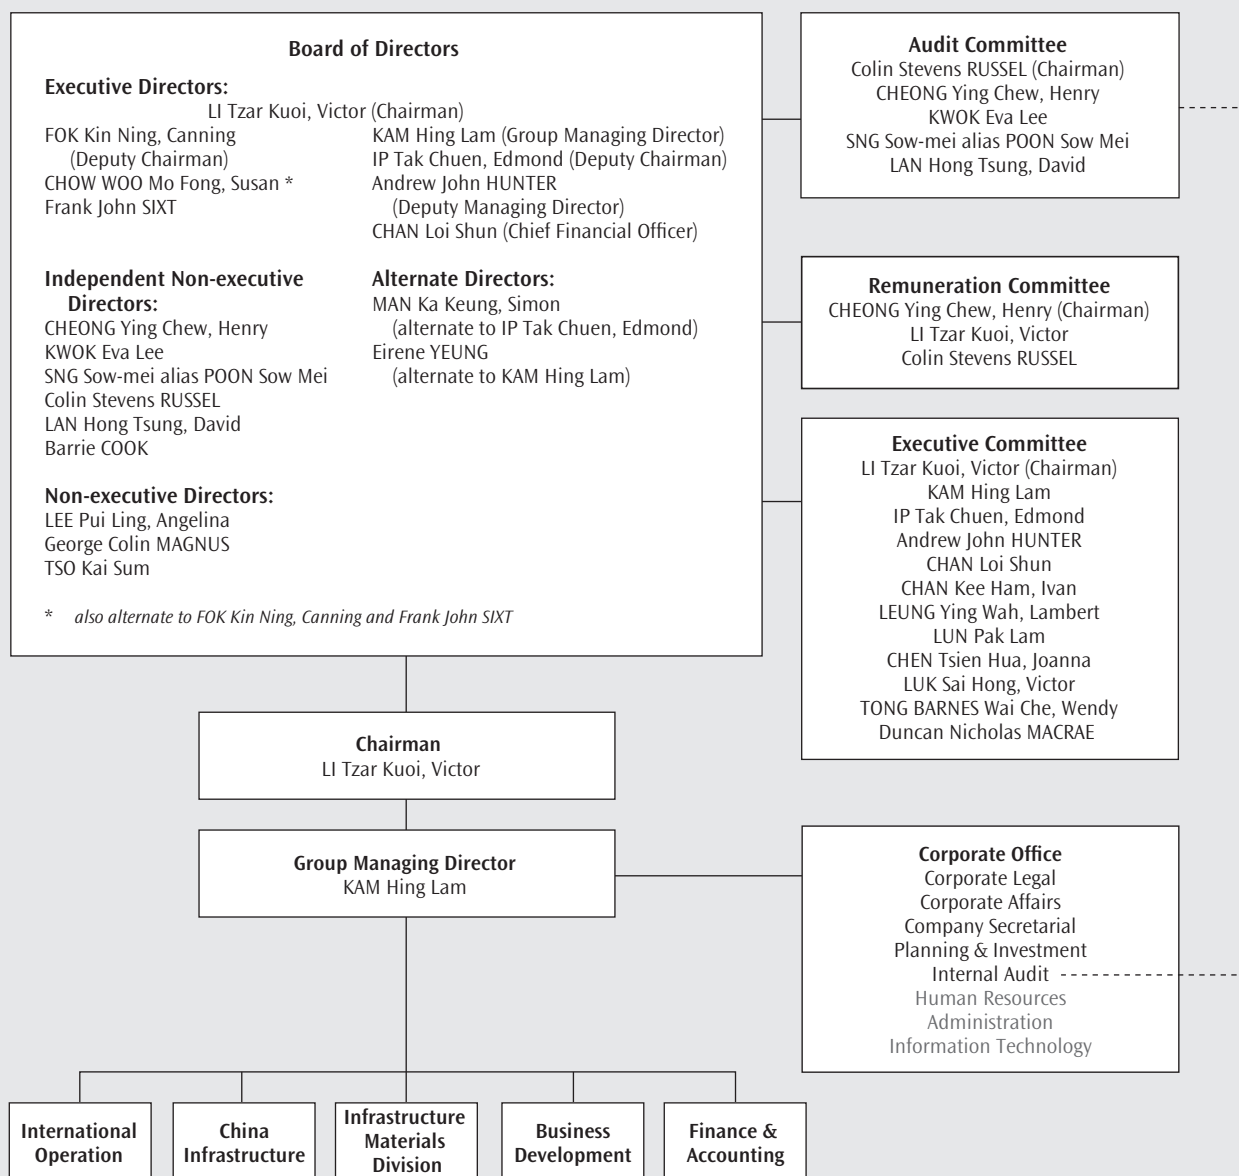 Board of Directors
Executive Directors:
LI Tzar Kuoi, Victor (Chairman)
FOK Kin Ning, Canning
(Deputy Chairman)
CHOW WOO Mo Fong, Susan *
Frank John SIXT
KAM Hing Lam (Group Managing Director)
IP Tak Chuen, Edmond (Deputy Chairman)
Andrew John HUNTER
(Deputy Managing Director)
CHAN Loi Shun (Chief Financial Officer)
Independent Non-executive
Directors:
CHEONG Ying Chew, Henry
KWOK Eva Lee
SNG Sow-mei alias POON Sow Mei
Colin Stevens RUSSEL
LAN Hong Tsung, David
Barrie COOK
Alternate Directors:
MAN Ka Keung, Simon
(alternate to IP Tak Chuen, Edmond)
Eirene YEUNG
(alternate to KAM Hing Lam)
Non-executive Directors:
LEE Pui Ling, Angelina
George Colin MAGNUS
TSO Kai Sum
* also alternate to FOK Kin Ning, Canning and Frank John SIXT
Audit Committee
Colin Stevens RUSSEL (Chairman)
CHEONG Ying Chew, Henry
KWOK Eva Lee
SNG Sow-mei alias POON Sow Mei
LAN Hong Tsung, David
Remuneration Committee
CHEONG Ying Chew, Henry (Chairman)
LI Tzar Kuoi, Victor
Colin Stevens RUSSEL
Executive Committee
LI Tzar Kuoi, Victor (Chairman)
KAM Hing Lam
IP Tak Chuen, Edmond
Andrew John HUNTER
CHAN Loi Shun
CHAN Kee Ham, Ivan
LEUNG Ying Wah, Lambert
LUN Pak Lam
CHEN Tsien Hua, Joanna
LUK Sai Hong, Victor
TONG BARNES Wai Che, Wendy
Duncan Nicholas MACRAE
Chairman
LI Tzar Kuoi, Victor
Group Managing Director
KAM Hing Lam
Corporate Office
Corporate Legal
Corporate Affairs
Company Secretarial
Planning & Investment
Internal Audit
Human Resources
Administration
Information Technology
International
Operation
China
Infrastructure
Infrastructure
Materials
Division
Business
Development
Finance &
Accounting